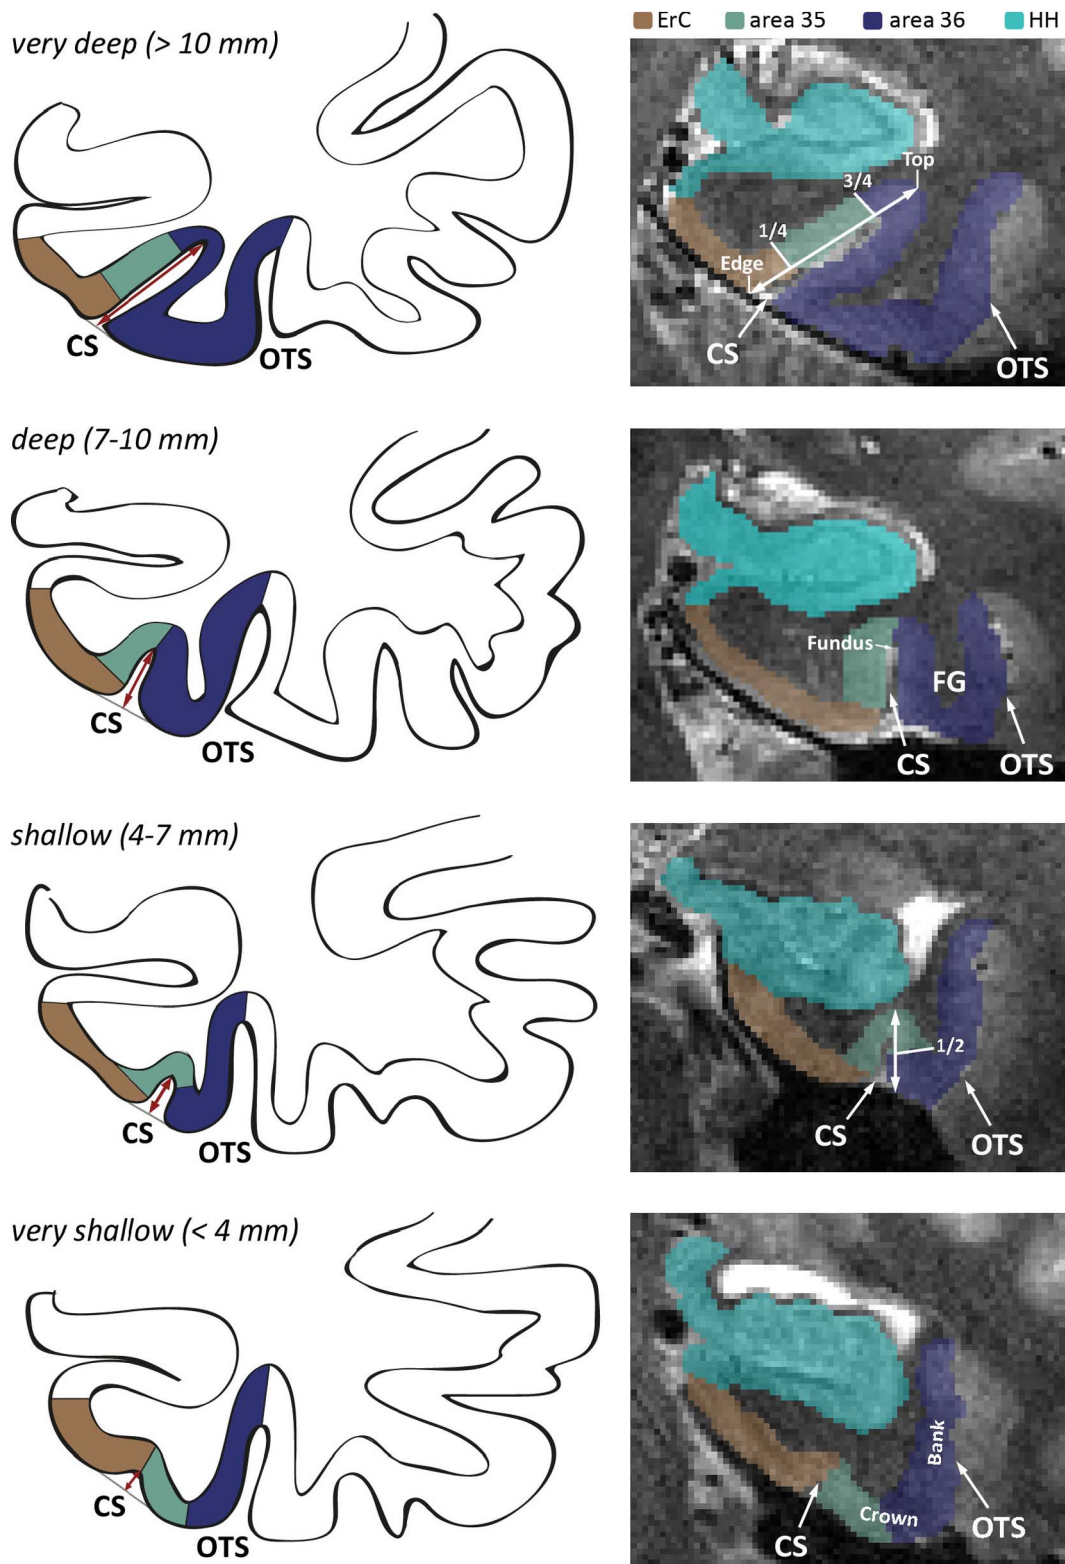 ErC area 35 area 36 HH
very deep (> 10 mm)
CS
OTS
Top
3/4
1/4
Edge
CS
OTS
deep (7-10 mm)
CS
OTS
Fundus
FG
CS
OTS
shallow (4-7 mm)
CS
OTS
1/2
CS
OTS
very shallow (< 4 mm)
CS
OTS
Bank
Crown
CS
OTS